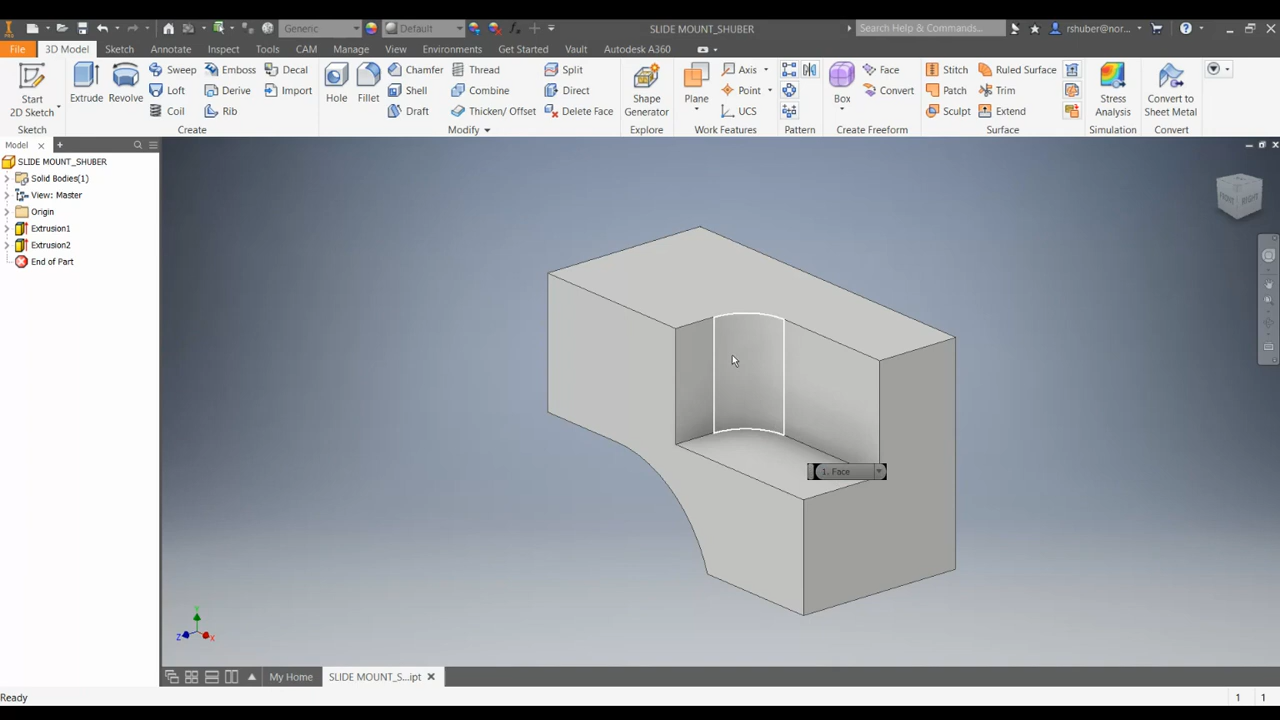 Generic
Default
SLIDE MOUNT_SHUBER
Search Help & Commands...
rshuber@nor...
File
3D Model
Sketch
Annotate
Inspect
Tools
CAM
Manage
View
Environments
Get Started
Vault
Autodesk A360
Start
2D Sketch
Sketch
Extrude
Revolve
Sweep
Loft
Coil
Emboss
Derive
Rib
Decal
Import
Create
Hole
Fillet
Chamfer
Shell
Draft
Thread
Combine
Thicken/ Offset
Split
Direct
Delete Face
Modify
Shape
Generator
Explore
Plane
Axis
Point
UCS
Work Features
Pattern
Box
Face
Convert
Create Freeform
Stitch
Patch
Sculpt
Ruled Surface
Trim
Extend
Surface
Stress
Analysis
Simulation
Convert to
Sheet Metal
Convert
Model
SLIDE MOUNT_SHUBER
Solid Bodies(1)
View: Master
Origin
Extrusion1
Extrusion2
End of Part
RIGHT
1. Face
Y
Z
X
My Home
SLIDE MOUNT_S...ipt
Ready
1
1